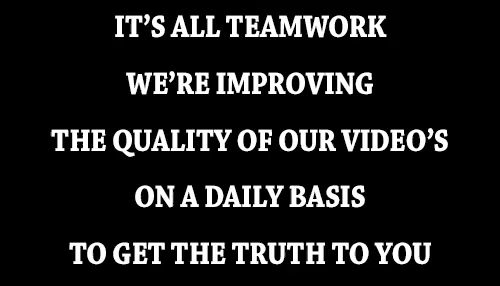 IT’S ALL TEAMWORK
WE’RE IMPROVING
THE QUALITY OF OUR VIDEO’S
ON A DAILY BASIS
TO GET THE TRUTH TO YOU